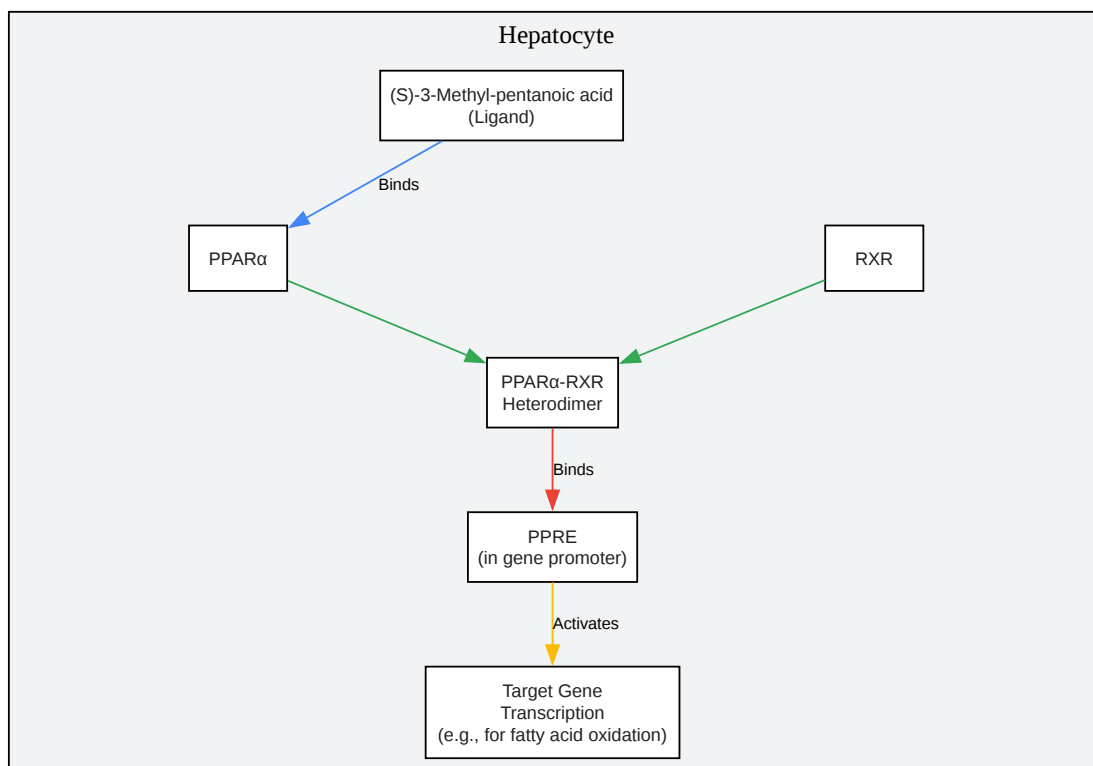 Hepatocyte
(S)-3-Methyl-pentanoic acid
(Ligand)
Binds
PPARα
RXR
PPARα-RXR
Heterodimer
Binds
PPRE
(in gene promoter)
Activates
Target Gene
Transcription
(e.g., for fatty acid oxidation)